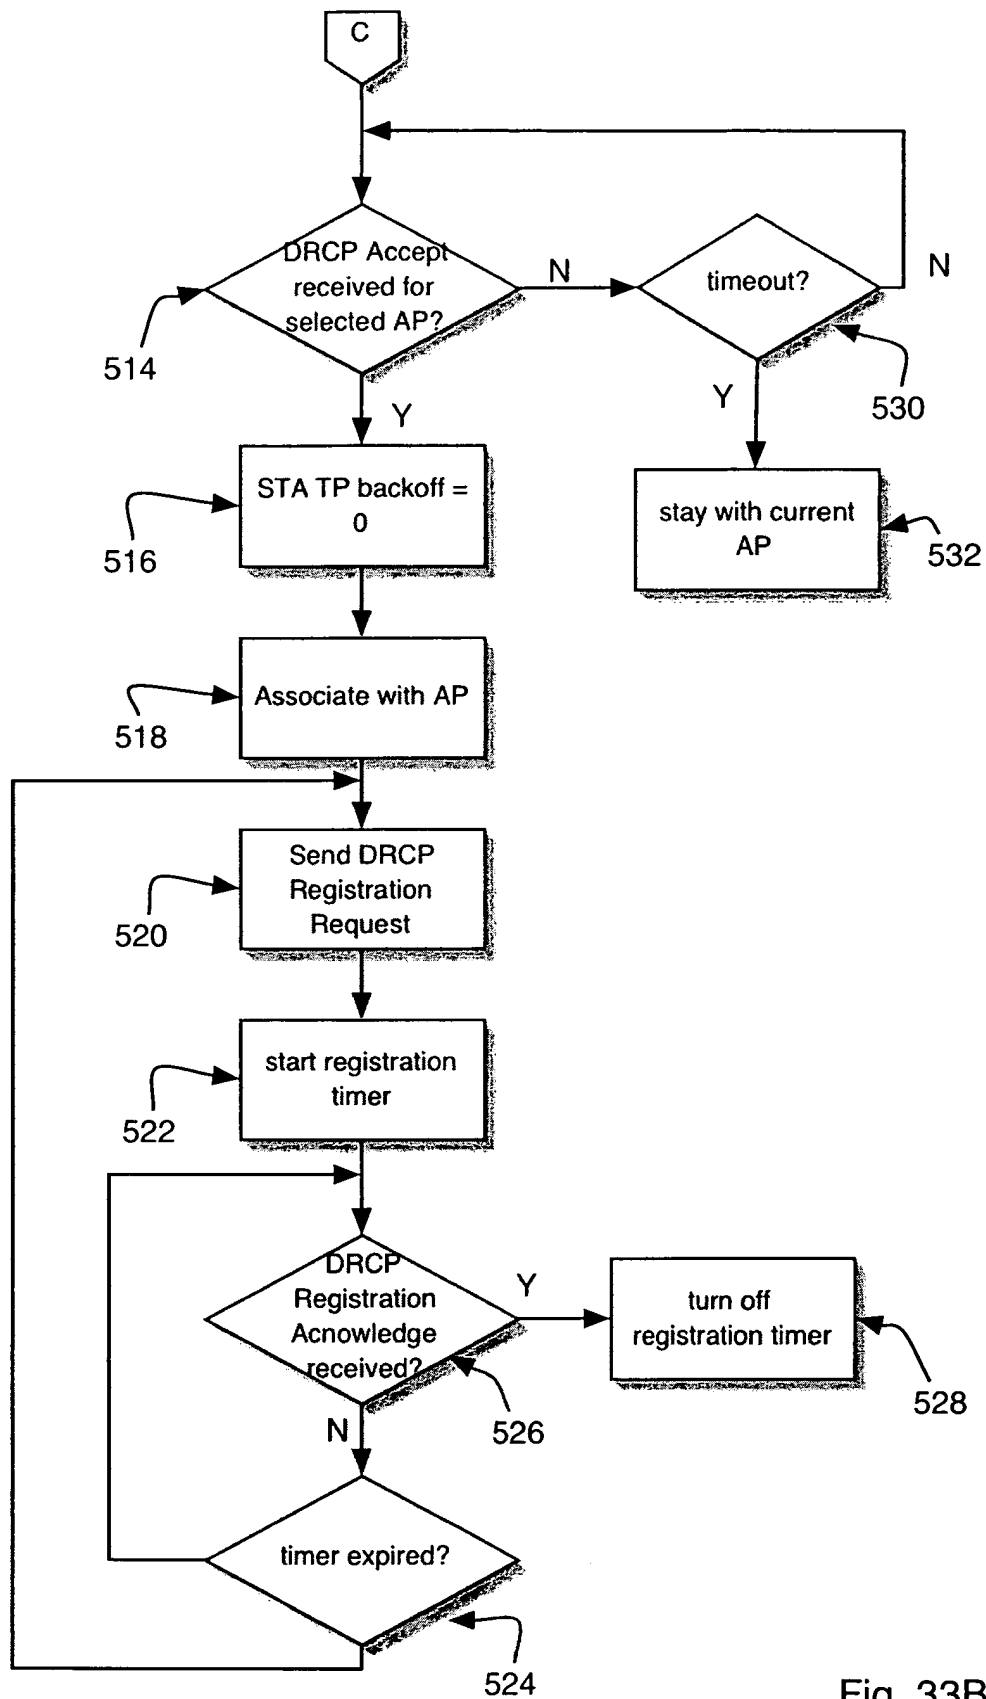 C
DRCP Accept
received for
selected AP?
N
timeout?
N
514
Y
Y
530
STA TP backoff =
0
516
stay with current
AP
532
Associate with AP
518
Send DRCP
Registration
Request
520
start registration
timer
522
DRCP
Registration
Acnowledge
received?
Y
turn off
registration timer
526
528
N
timer expired?
524
Fig. 33B